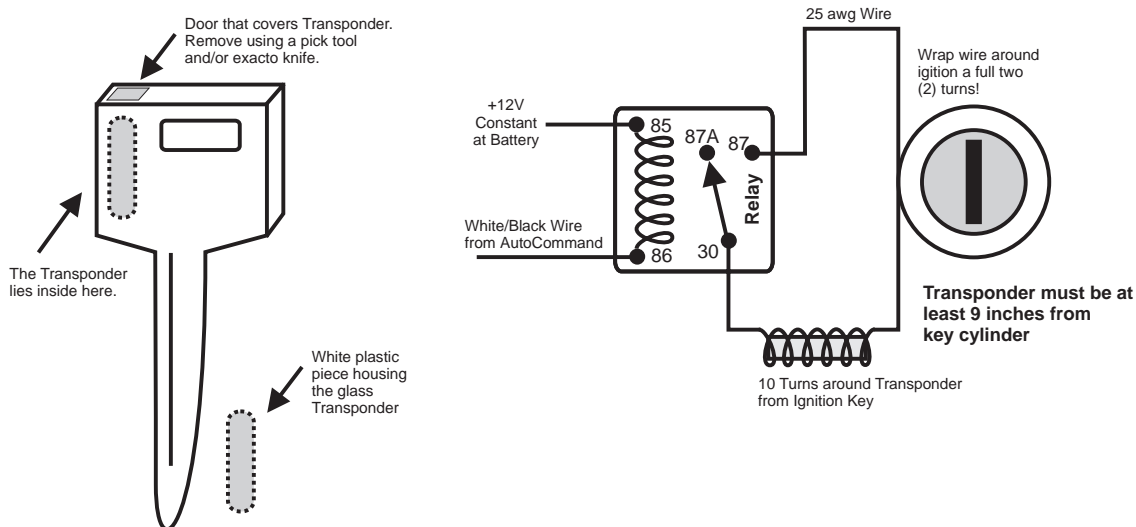 Door that covers Transponder.
Remove using a pick tool
and/or exacto knife.
The Transponder
lies inside here.
White plastic
piece housing
the glass
Transponder
25 awg Wire
Wrap wire around
igition a full two
(2) turns!
+12V
Constant
at Battery
85
87A
87
Relay
White/Black Wire
from AutoCommand
86
30
Transponder must be at
least 9 inches from
key cylinder
10 Turns around Transponder
from Ignition Key